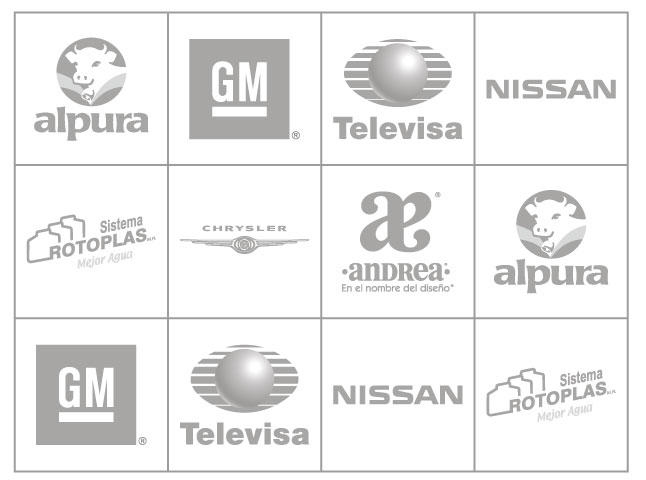 alpura
GM
®
Televisa
NISSAN
Sistema
ROTOPLAS
Mejor Agua
CHRYSLER
æ®
·andrea:
En el nombre del diseño*
alpura
GM
®
Televisa
NISSAN
Sistema
ROTOPLAS
Mejor Agua